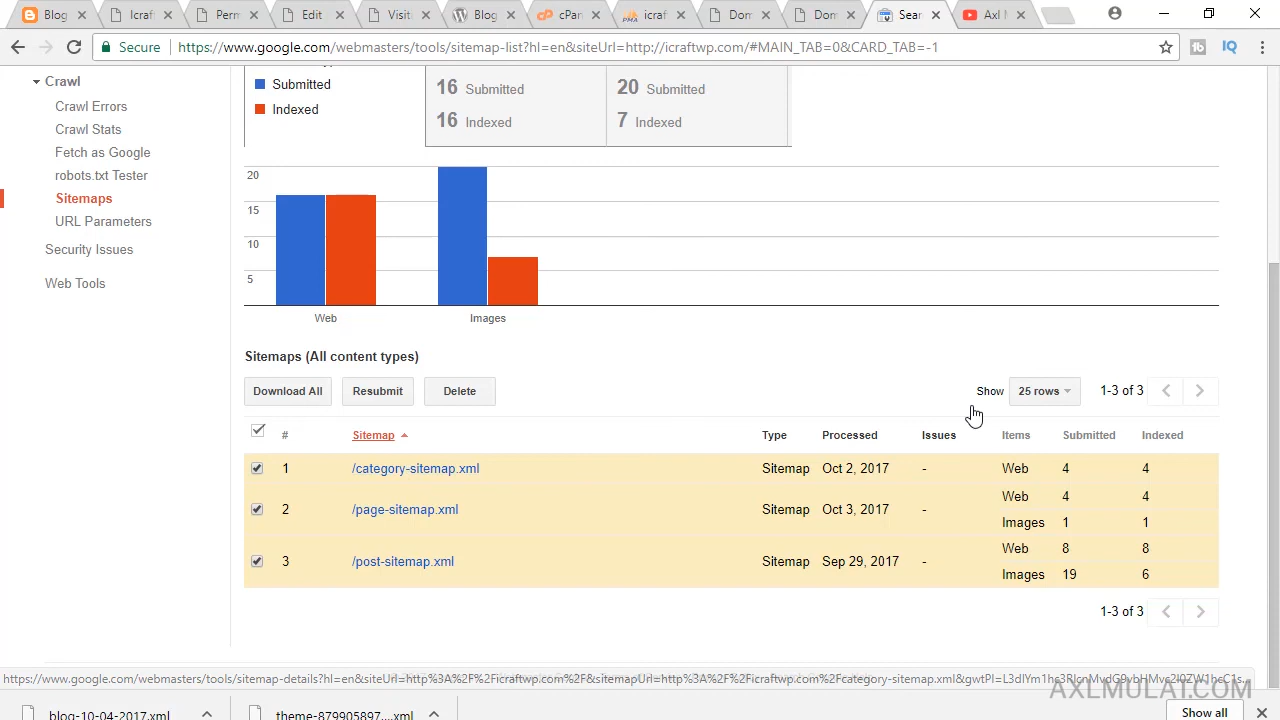 Blog
Icraf
Perm
Edit
Visit
Blog
cPan
icraf
Dom
Dom
Sear
Axl M
Secure
https://www.google.com/webmasters/tools/sitemap-list?hl=en&siteUrl=http://icraftwp.com/#MAIN_TAB=0&CARD_TAB=-1
Crawl
Crawl Errors
Crawl Stats
Fetch as Google
robots.txt Tester
Sitemaps
URL Parameters
Security Issues
Web Tools
Submitted
Indexed
16 Submitted
16 Indexed
20 Submitted
7 Indexed
20
15
10
5
Web
Images
Sitemaps (All content types)
Download All
Resubmit
Delete
Show
25 rows
1-3 of 3
# Sitemap Type Processed Issues Items Submitted Indexed
1 /category-sitemap.xml Sitemap Oct 2, 2017 - Web 4 4
2 /page-sitemap.xml Sitemap Oct 3, 2017 - Web 4 4
Images 1 1
3 /post-sitemap.xml Sitemap Sep 29, 2017 - Web 8 8
Images 19 6
1-3 of 3
AXLMULAT.COM
blog-10-04-2017.xml
theme-879905897....xml
Show all